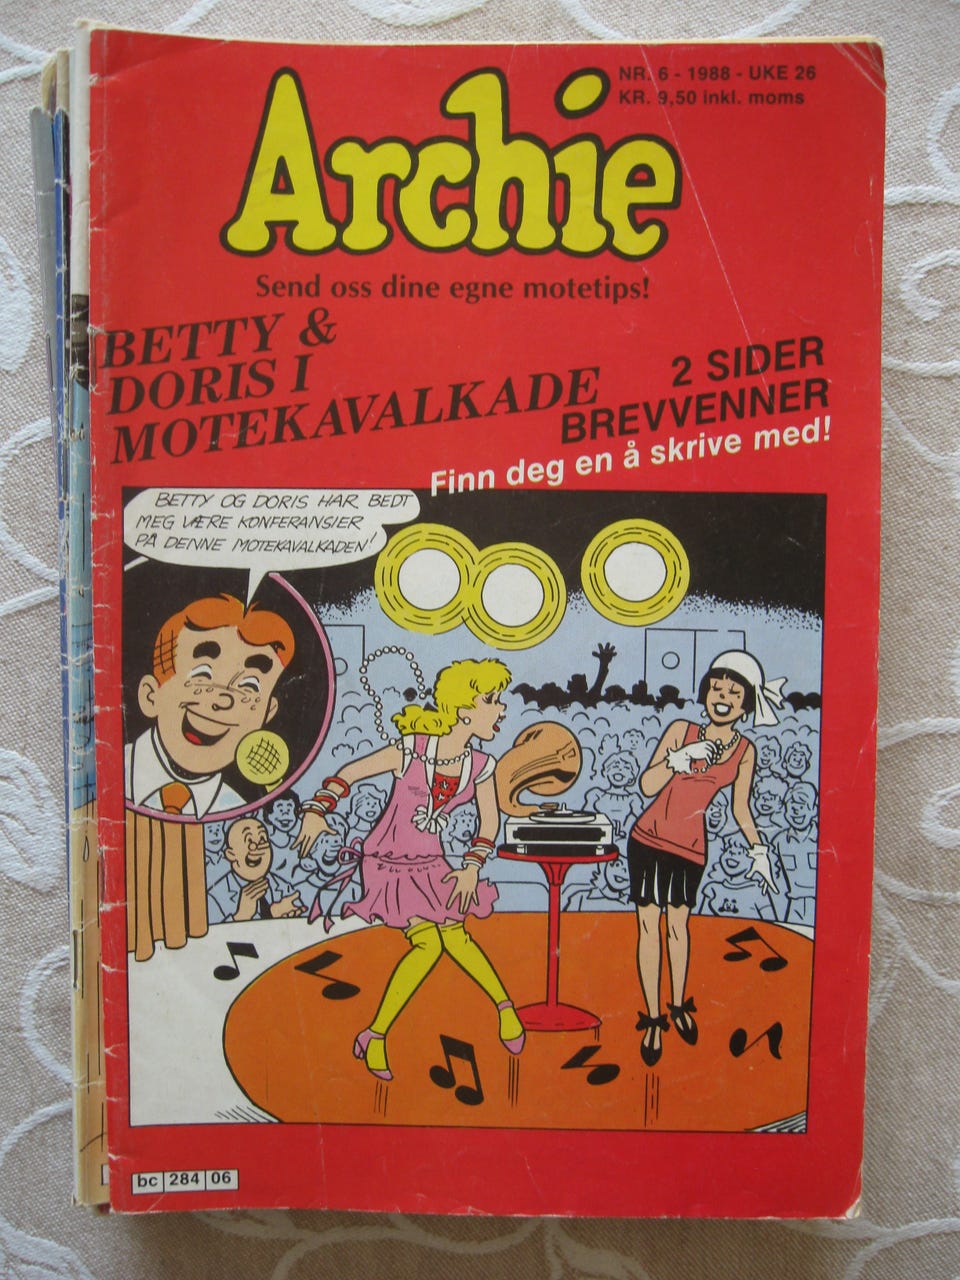 NR. 6 - 1988 - UKE 26
KR. 9,50 inkl. moms
Archie
Send oss dine egne motetips!
BETTY &
DORIS I
MOTEKAVALKADE
2 SIDER
BREVVENNER
Finn deg en å skrive med!
BETTY OG DORIS HAR BEDT
MEG VÆRE KONFERANSIER
PÅ DENNE MOTEKAVALKADEN!
bc 284 06